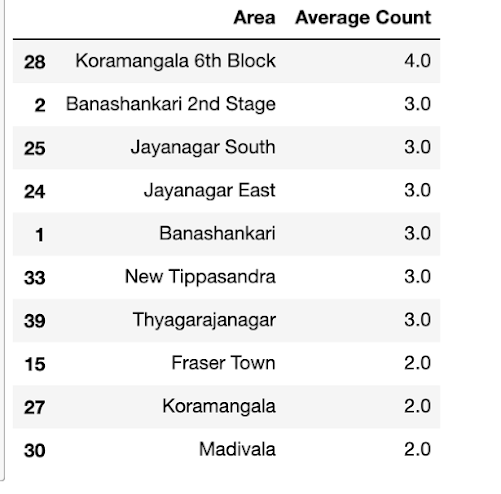 Area Average Count
28 Koramangala 6th Block 4.0
2 Banashankari 2nd Stage 3.0
25 Jayanagar South 3.0
24 Jayanagar East 3.0
1 Banashankari 3.0
33 New Tippasandra 3.0
39 Thyagarajanagar 3.0
15 Fraser Town 2.0
27 Koramangala 2.0
30 Madivala 2.0